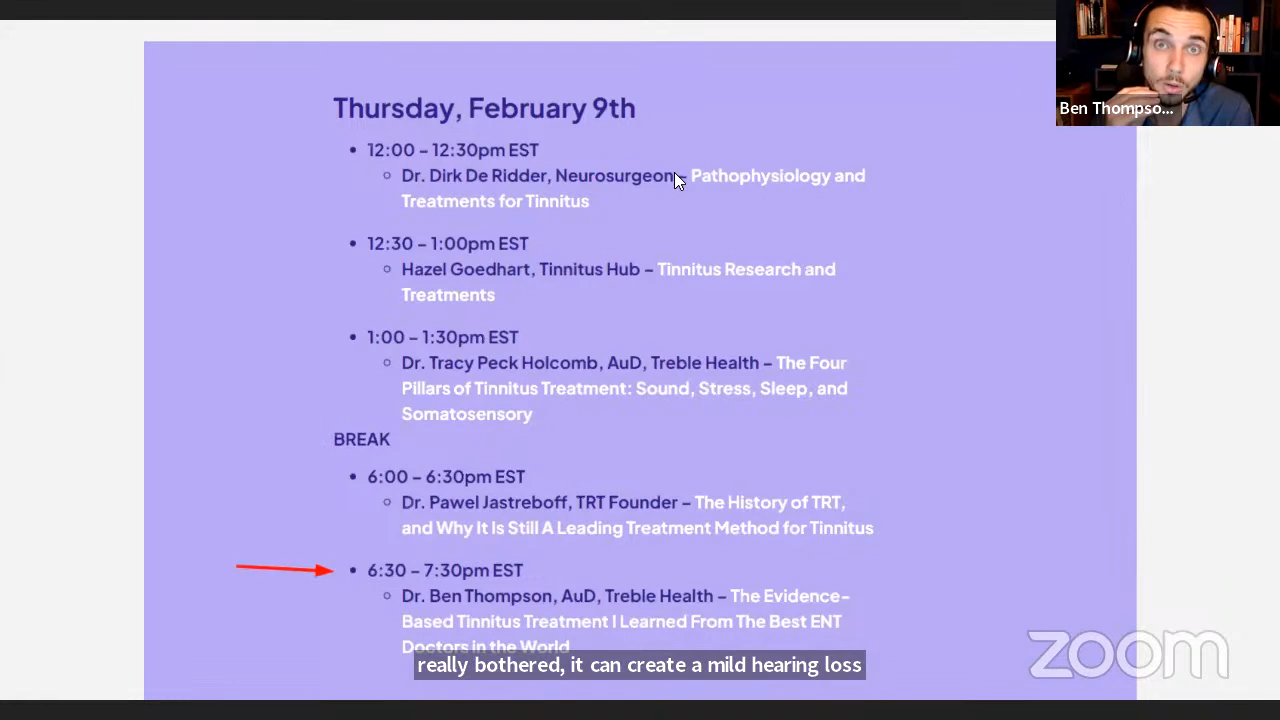 Thursday, February 9th
• 12:00 – 12:30pm EST
◦ Dr. Dirk De Ridder, Neurosurgeon – Pathophysiology and
Treatments for Tinnitus
• 12:30 – 1:00pm EST
◦ Hazel Goedhart, Tinnitus Hub – Tinnitus Research and
Treatments
• 1:00 – 1:30pm EST
◦ Dr. Tracy Peck Holcomb, AuD, Treble Health – The Four
Pillars of Tinnitus Treatment: Sound, Stress, Sleep, and
Somatosensory
BREAK
• 6:00 – 6:30pm EST
◦ Dr. Pawel Jastreboff, TRT Founder – The History of TRT,
and Why It Is Still A Leading Treatment Method for Tinnitus
• 6:30 – 7:30pm EST
◦ Dr. Ben Thompson, AuD, Treble Health – The Evidence-
Based Tinnitus Treatment I Learned From The Best ENT
Doctors in the World
really bothered, it can create a mild hearing loss
Ben Thompso...
zoom